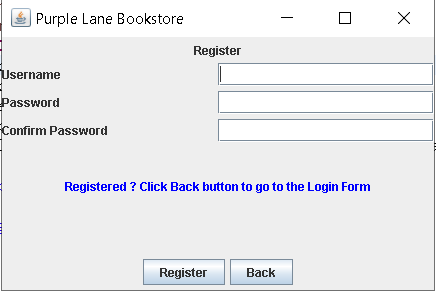 Purple Lane Bookstore
Register
Username
Password
Confirm Password
Registered ? Click Back button to go to the Login Form
Register Back